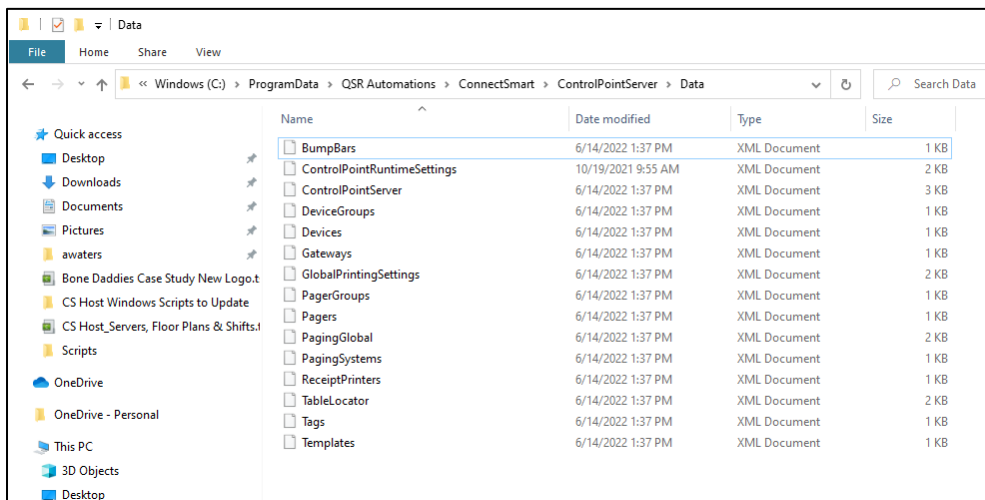 Data
File Home Share View
« Windows (C:) › ProgramData › QSR Automations › ConnectSmart › ControlPointServer › Data Search Data
Name Date modified Type Size
Quick access
Desktop
Downloads
Documents
Pictures
awaters
Bone Daddies Case Study New Logo.t
CS Host Windows Scripts to Update
CS Host_Servers, Floor Plans & Shifts.t
Scripts
OneDrive
OneDrive - Personal
This PC
3D Objects
Desktop
BumpBars 6/14/2022 1:37 PM XML Document 1 KB
ControlPointRuntimeSettings 10/19/2021 9:55 AM XML Document 2 KB
ControlPointServer 6/14/2022 1:37 PM XML Document 3 KB
DeviceGroups 6/14/2022 1:37 PM XML Document 1 KB
Devices 6/14/2022 1:37 PM XML Document 1 KB
Gateways 6/14/2022 1:37 PM XML Document 1 KB
GlobalPrintingSettings 6/14/2022 1:37 PM XML Document 2 KB
PagerGroups 6/14/2022 1:37 PM XML Document 1 KB
Pagers 6/14/2022 1:37 PM XML Document 1 KB
PagingGlobal 6/14/2022 1:37 PM XML Document 2 KB
PagingSystems 6/14/2022 1:37 PM XML Document 1 KB
ReceiptPrinters 6/14/2022 1:37 PM XML Document 1 KB
TableLocator 6/14/2022 1:37 PM XML Document 2 KB
Tags 6/14/2022 1:37 PM XML Document 1 KB
Templates 6/14/2022 1:37 PM XML Document 1 KB